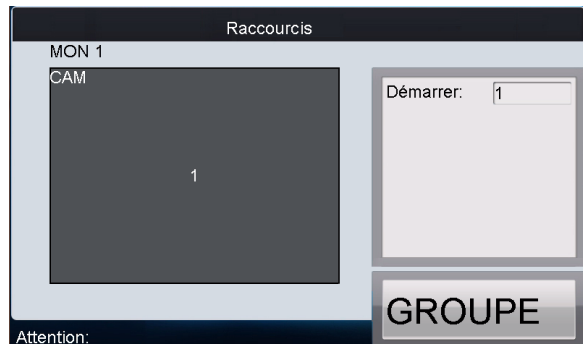 Raccourcis
MON 1
CAM
1
Démarrer: 1
GROUPE
Attention: